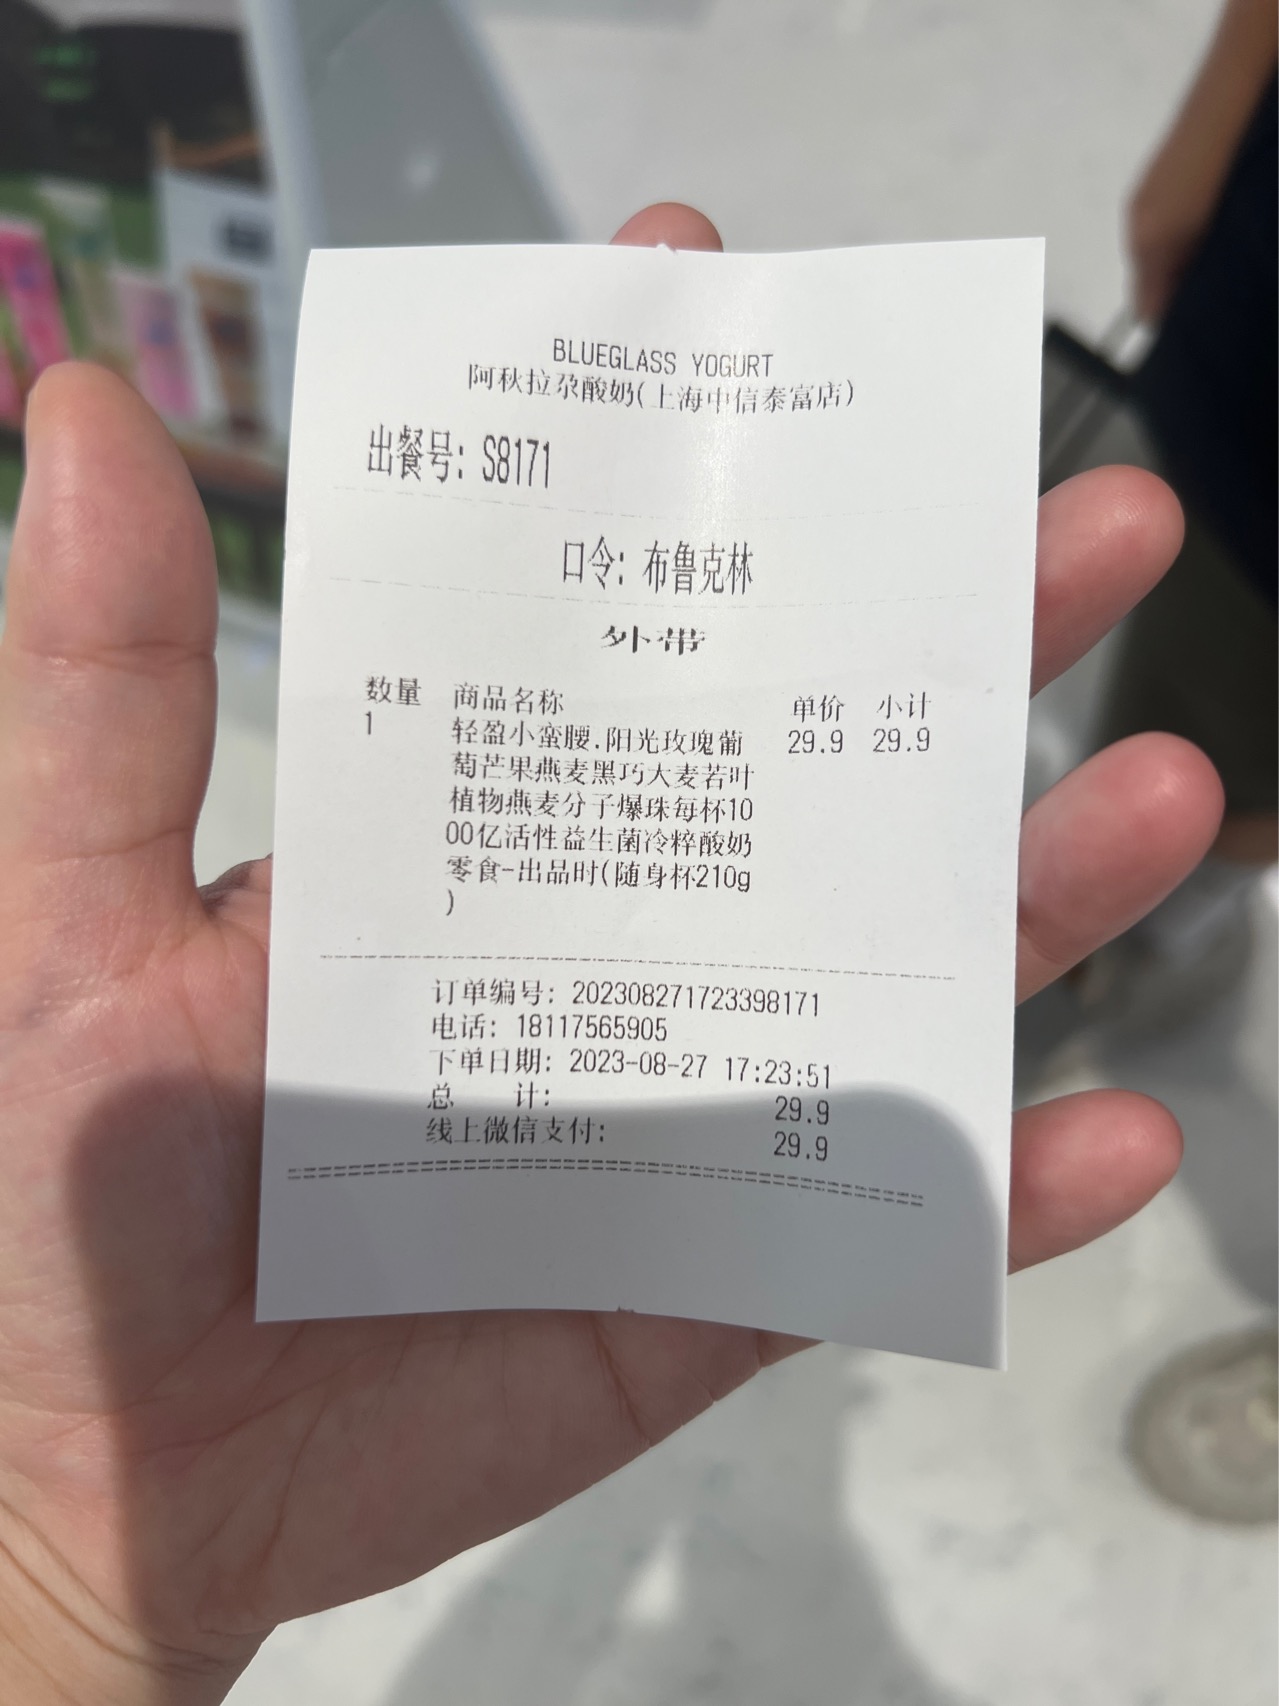 BLUEGLASS YOGURT
阿秋拉尕酸奶(上海中信泰富店)
出餐号: S8171
口令: 布鲁克林
外带
数量 商品名称 单价 小计
1 轻盈小蛮腰.阳光玫瑰葡 29.9 29.9
萄芒果燕麦黑巧大麦若叶
植物燕麦分子爆珠每杯10
00亿活性益生菌冷粹酸奶
零食-出品时(随身杯210g
)
订单编号: 202308271723398171
电话: 18117565905
下单日期: 2023-08-27 17:23:51
总 计: 29.9
线上微信支付: 29.9